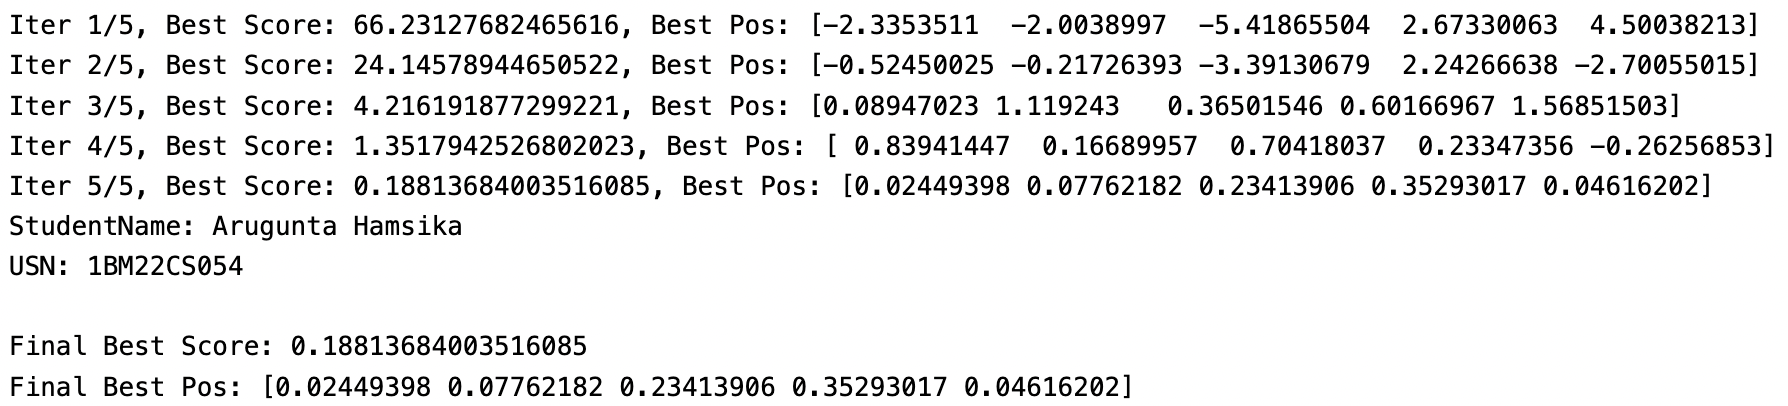 Iter 1/5, Best Score: 66.23127682465616, Best Pos: [-2.3353511  -2.0038997  -5.41865504  2.67330063  4.50038213]
Iter 2/5, Best Score: 24.14578944650522, Best Pos: [-0.52450025 -0.21726393 -3.39130679  2.24266638 -2.70055015]
Iter 3/5, Best Score: 4.216191877299221, Best Pos: [0.08947023 1.119243   0.36501546 0.60166967 1.56851503]
Iter 4/5, Best Score: 1.3517942526802023, Best Pos: [ 0.83941447  0.16689957  0.70418037  0.23347356 -0.26256853]
Iter 5/5, Best Score: 0.18813684003516085, Best Pos: [0.02449398 0.07762182 0.23413906 0.35293017 0.04616202]
StudentName: Arugunta Hamsika
USN: 1BM22CS054
Final Best Score: 0.18813684003516085
Final Best Pos: [0.02449398 0.07762182 0.23413906 0.35293017 0.04616202]